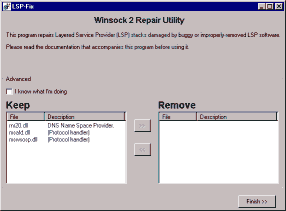 LSP-Fix
Winsock 2 Repair Utility
This program repairs Layered Service Provider (LSP) stacks damaged by buggy or improperly removed LSP software.
Please read the documentation that accompanies this program before using it.
Advanced
I know what I'm doing
Keep
Remove
File Description
File Description
rnr20.dll DNS Name Space Provider.
msafd.dll (Protocol handler)
(Protocol handler)
>>
<<
Finish >>